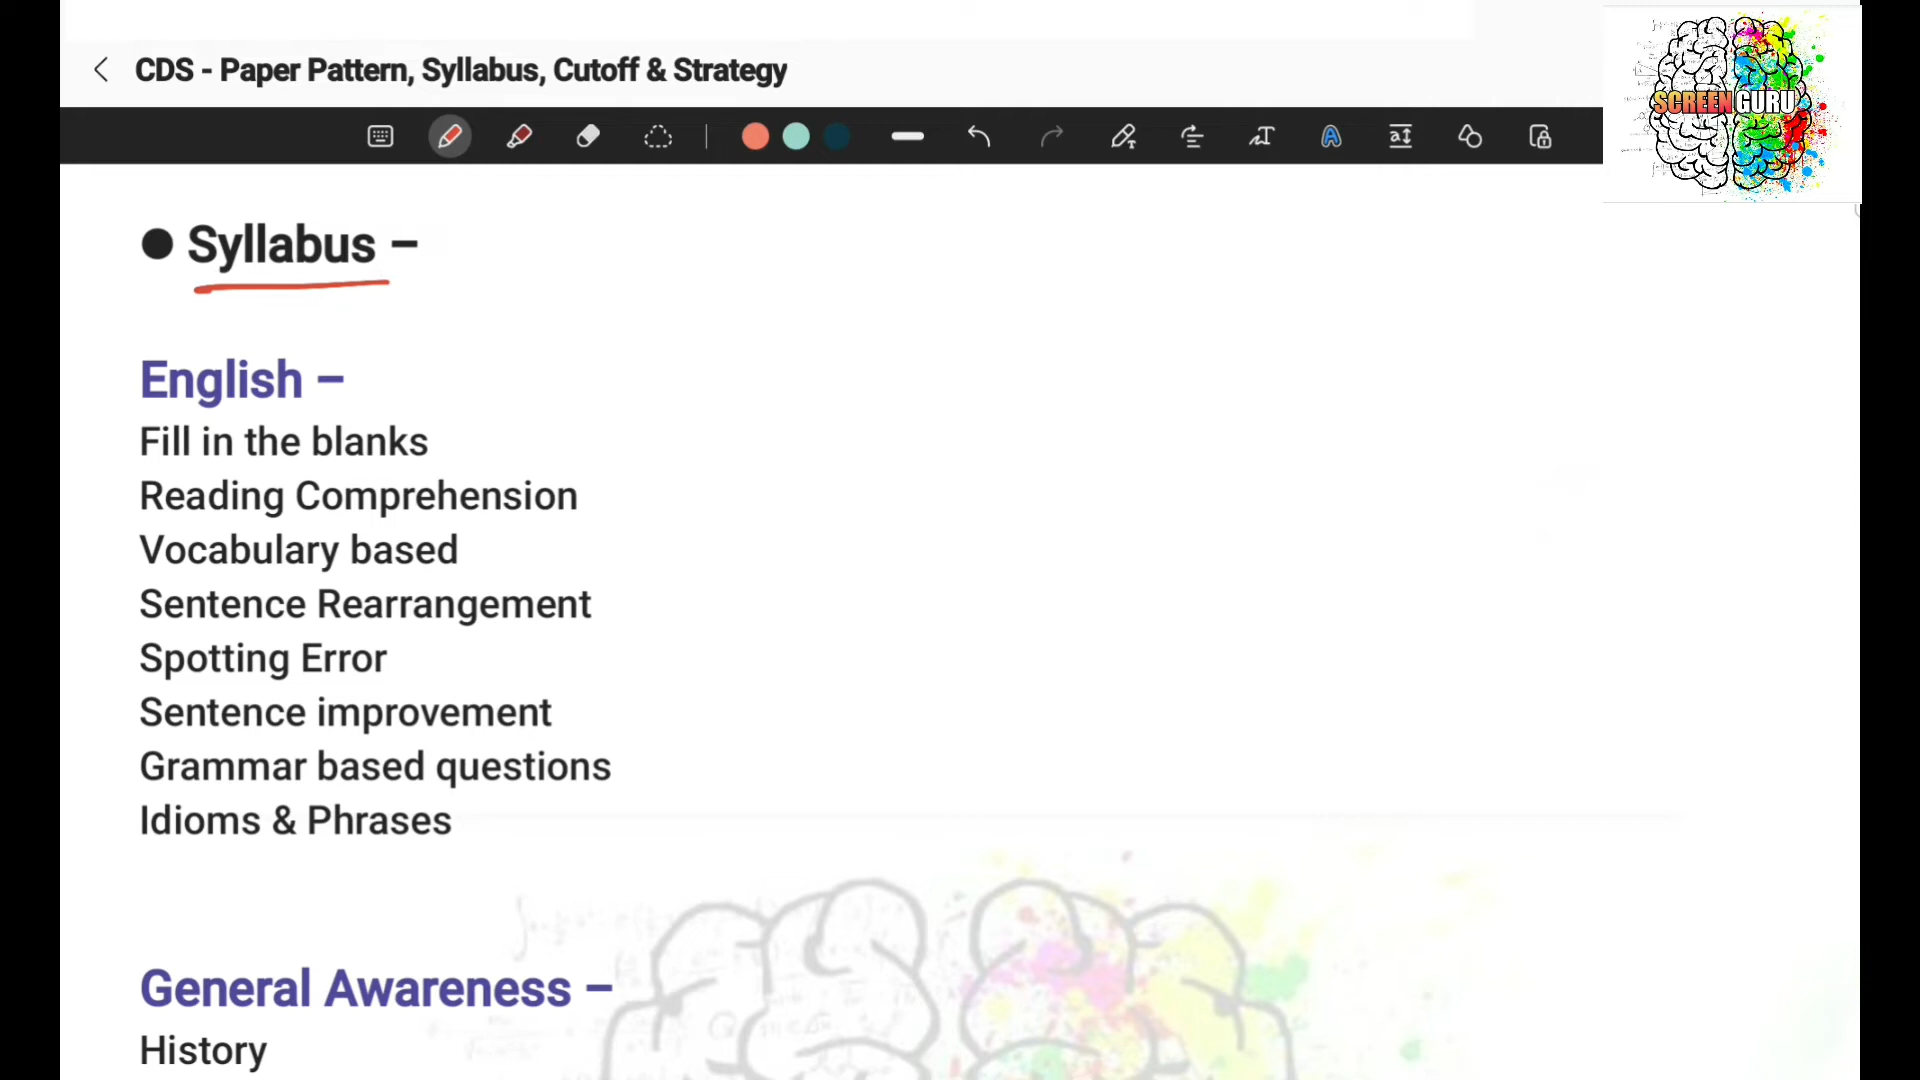 CDS - Paper Pattern, Syllabus, Cutoff & Strategy
SCREEN GURU
● Syllabus –
English –
Fill in the blanks
Reading Comprehension
Vocabulary based
Sentence Rearrangement
Spotting Error
Sentence improvement
Grammar based questions
Idioms & Phrases
General Awareness –
History